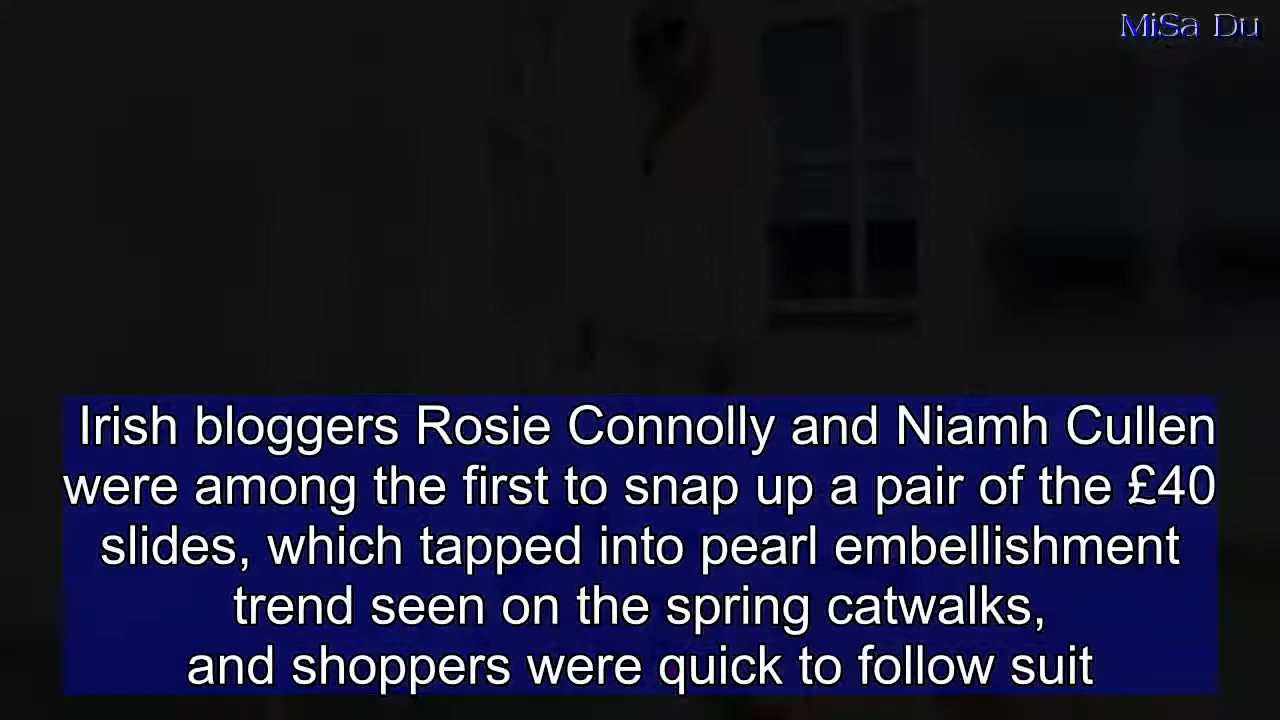 MiSa Du
Irish bloggers Rosie Connolly and Niamh Cullen
were among the first to snap up a pair of the £40
slides, which tapped into pearl embellishment
trend seen on the spring catwalks,
and shoppers were quick to follow suit